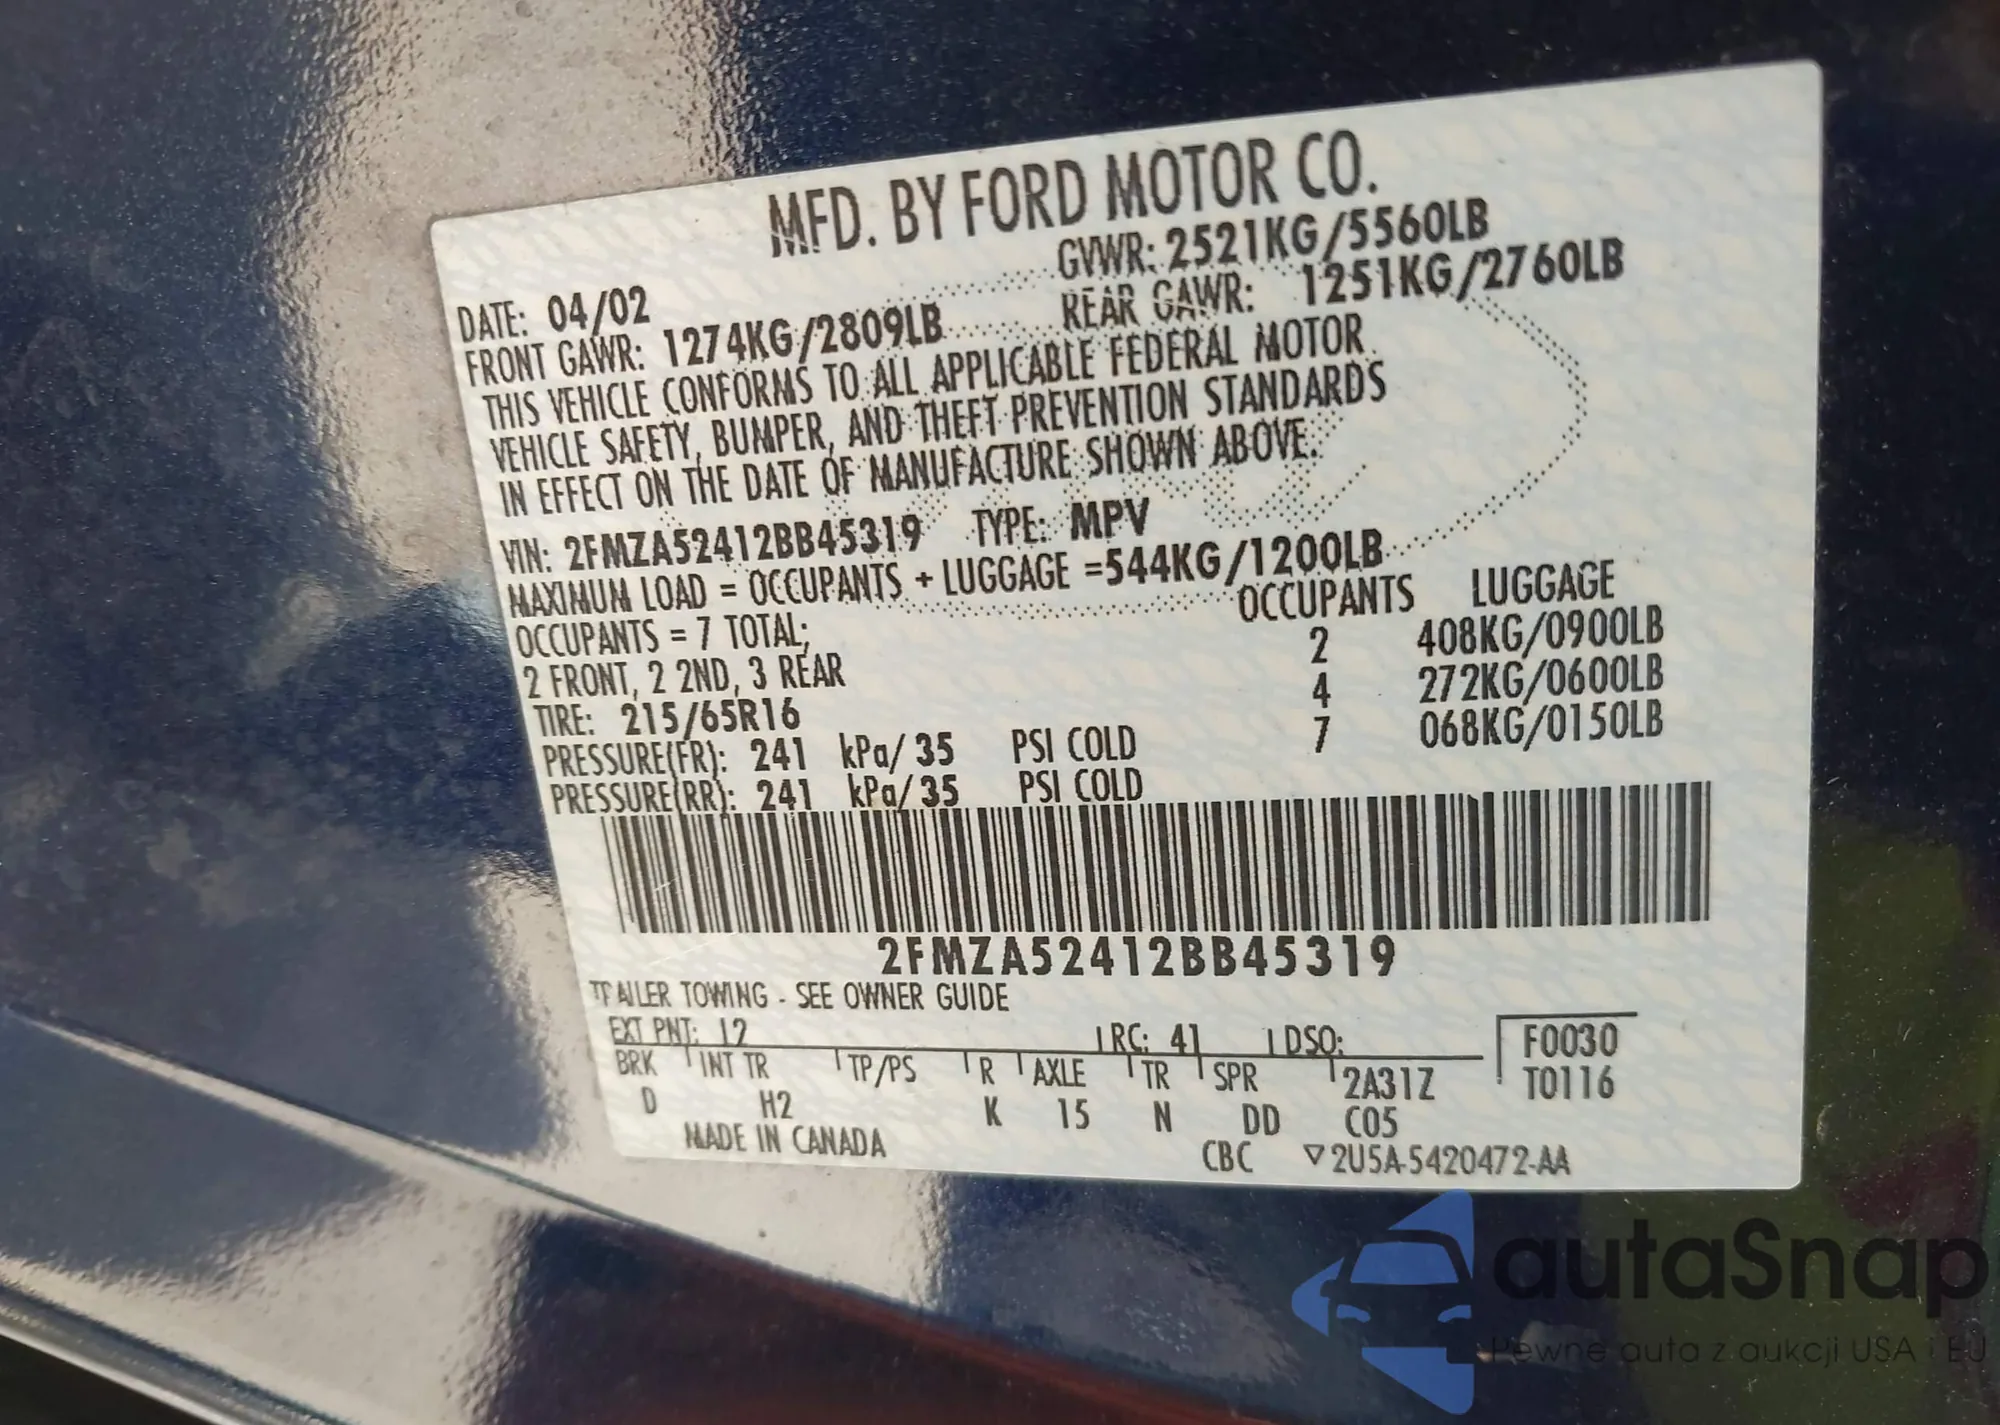 MFD. BY FORD MOTOR CO.
DATE: 04/02
GVWR: 2521KG/5560LB
FRONT GAWR: 1274KG/2809LB
REAR GAWR: 1251KG/2760LB
THIS VEHICLE CONFORMS TO ALL APPLICABLE FEDERAL MOTOR
VEHICLE SAFETY, BUMPER, AND THEFT PREVENTION STANDARDS
IN EFFECT ON THE DATE OF MANUFACTURE SHOWN ABOVE.
VIN: 2FMZA52412BB45319 TYPE: MPV
MAXIMUM LOAD = OCCUPANTS + LUGGAGE =544KG/1200LB
OCCUPANTS = 7 TOTAL; OCCUPANTS LUGGAGE
2 FRONT, 2 2ND, 3 REAR 2 408KG/0900LB
TIRE: 215/65R16 4 272KG/0600LB
PRESSURE(FR): 241 kPa/ 35 PSI COLD 7 068KG/0150LB
PRESSURE(RR): 241 kPa/ 35 PSI COLD
2FMZA52412BB45319
TRAILER TOWING - SEE OWNER GUIDE
EXT PNT: L2 RC: 41 DSO: F0030
BRK INT TR TP/PS R AXLE TR SPR 2A31Z T0116
D H2 K 15 N DD C05
MADE IN CANADA CBC ▽2U5A-5420472-AA
autaSnap
Pewne auta z aukcji USA i EU